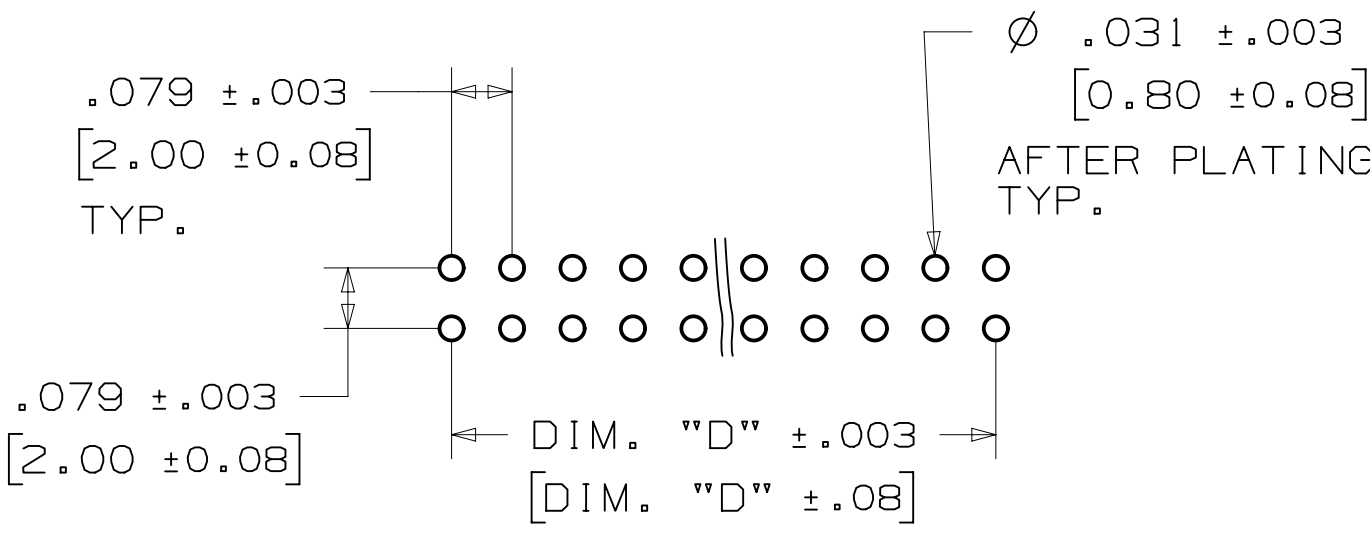 .079 ±.003
[2.00 ±0.08]
TYP.
Ø .031 ±.003
[0.80 ±0.08]
AFTER PLATING
TYP.
.079 ±.003
[2.00 ±0.08]
DIM. "D" ±.003
[DIM. "D" ±.08]